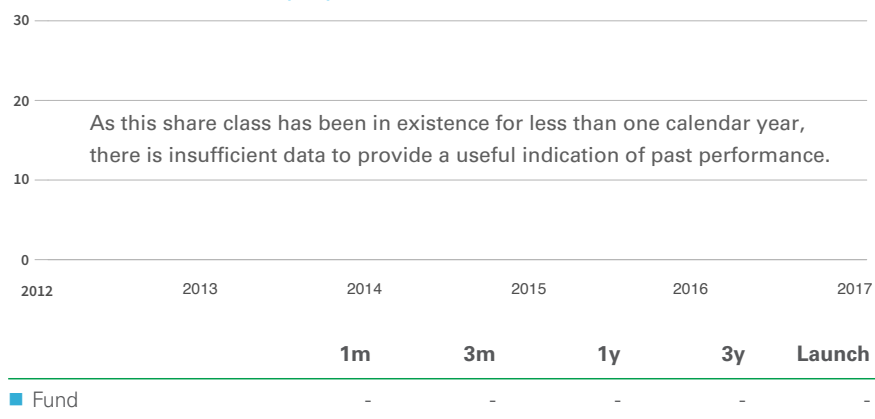 30
20
As this share class has been in existence for less than one calendar year,
there is insufficient data to provide a useful indication of past performance.
10
0
2012 2013 2014 2015 2016 2017
1m 3m 1y 3y Launch
Fund - - - - -